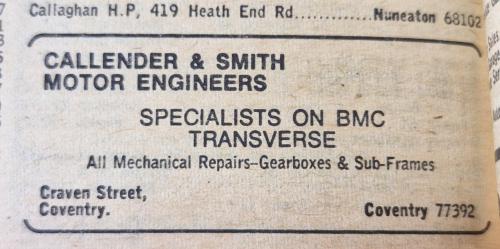 Callaghan H.P, 419 Heath End Rd.............Nuneaton 68102
CALLENDER & SMITH
MOTOR ENGINEERS
SPECIALISTS ON BMC
TRANSVERSE
All Mechanical Repairs-Gearboxes & Sub-Frames
Craven Street,
Coventry.
Coventry 77392